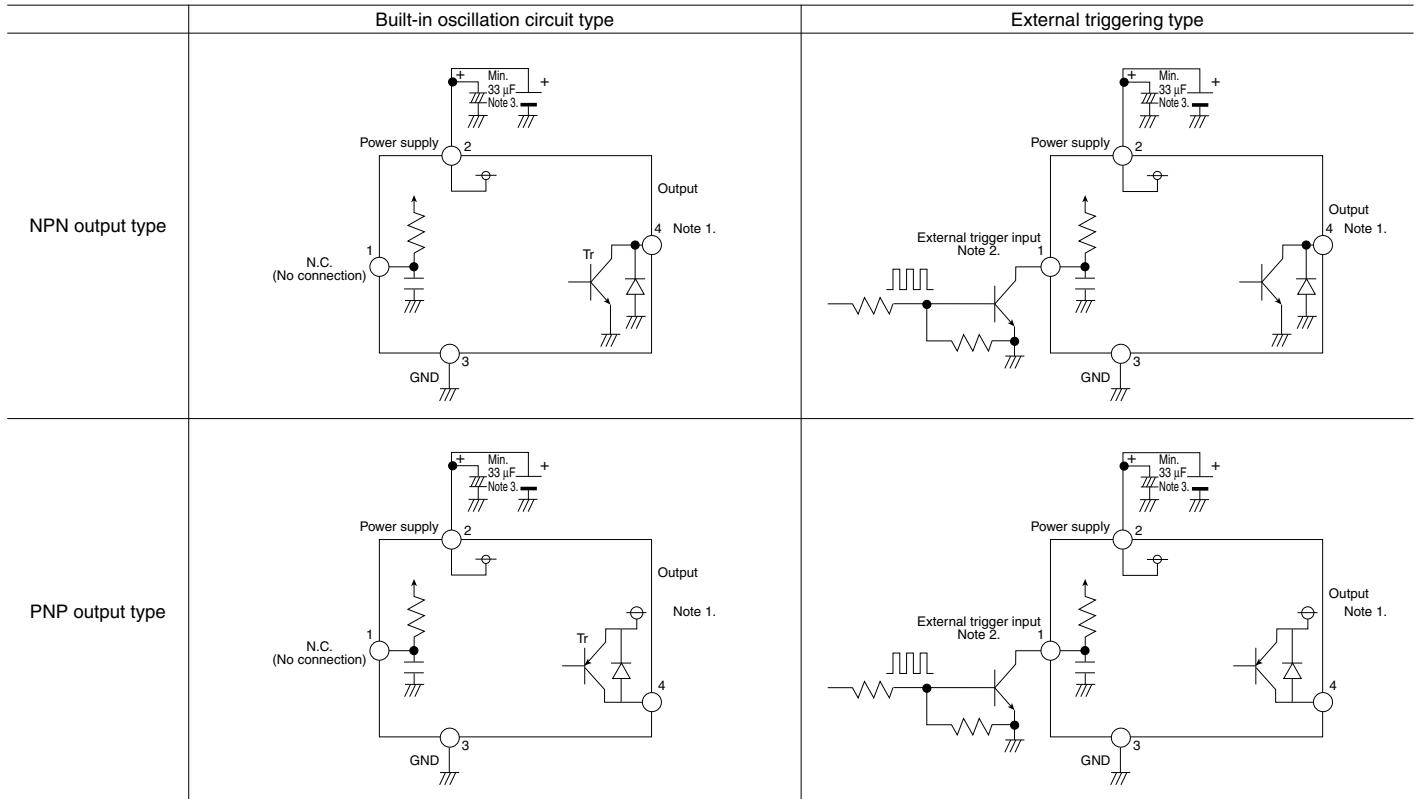 Built-in oscillation circuit type
External triggering type
NPN output type
+
Min.
33 µF
Note 3.
+
Power supply
2
Output
4
Note 1.
1
N.C.
(No connection)
Tr
3
GND
+
Min.
33 µF
Note 3.
+
Power supply
2
Output
4
Note 1.
External trigger input
Note 2.
1
3
GND
PNP output type
+
Min.
33 µF
Note 3.
+
Power supply
2
Output
Note 1.
1
N.C.
(No connection)
Tr
4
3
GND
+
Min.
33 µF
Note 3.
+
Power supply
2
Output
Note 1.
External trigger input
Note 2.
1
4
3
GND